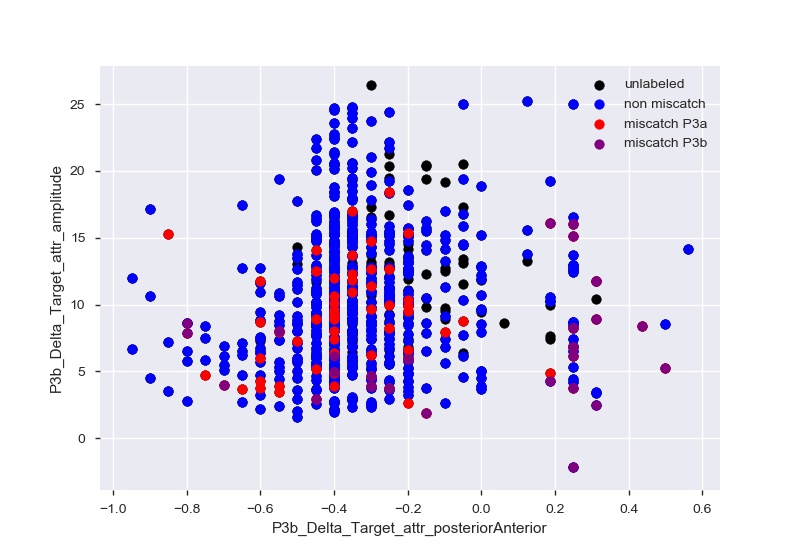 unlabeled
non miscatch
miscatch P3a
miscatch P3b
25
20
15
10
5
0
P3b_Delta_Target_attr_amplitude
−1.0 −0.8 −0.6 −0.4 −0.2 0.0 0.2 0.4 0.6
P3b_Delta_Target_attr_posteriorAnterior